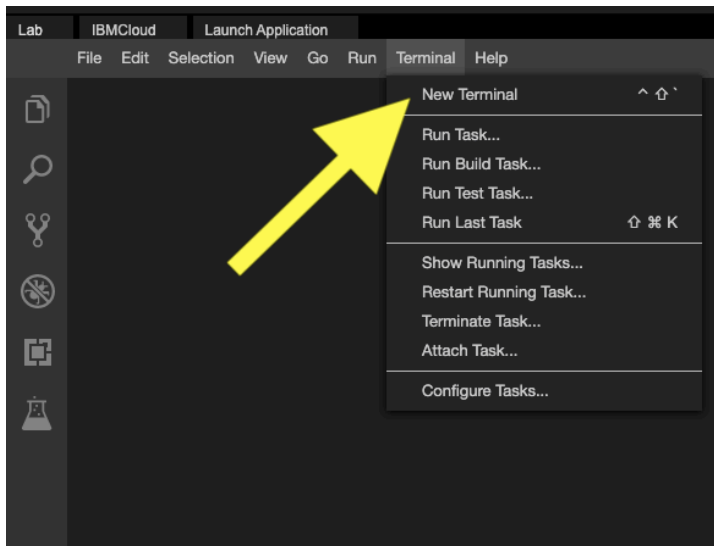 Lab IBMCloud Launch Application
File Edit Selection View Go Run Terminal Help
New Terminal ^ ⇧ `
Run Task...
Run Build Task...
Run Test Task...
Run Last Task ⇧ ⌘ K
Show Running Tasks...
Restart Running Task...
Terminate Task...
Attach Task...
Configure Tasks...